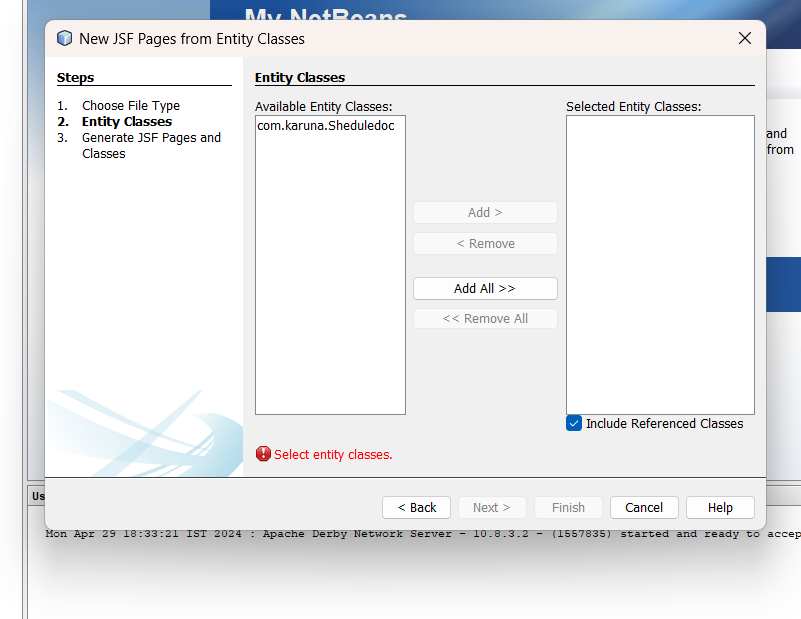 My NetBeans
New JSF Pages from Entity Classes
Steps
1. Choose File Type
2. Entity Classes
3. Generate JSF Pages and
Classes
Entity Classes
Available Entity Classes:
com.karuna.Sheduledoc
Add >
< Remove
Add All >>
<< Remove All
Selected Entity Classes:
Include Referenced Classes
Select entity classes.
and
from
< Back
Next >
Finish
Cancel
Help
Us
Mon Apr 29 18:33:21 IST 2024 : Apache Derby Network Server - 10.8.3.2 - (1557835) started and ready to accep